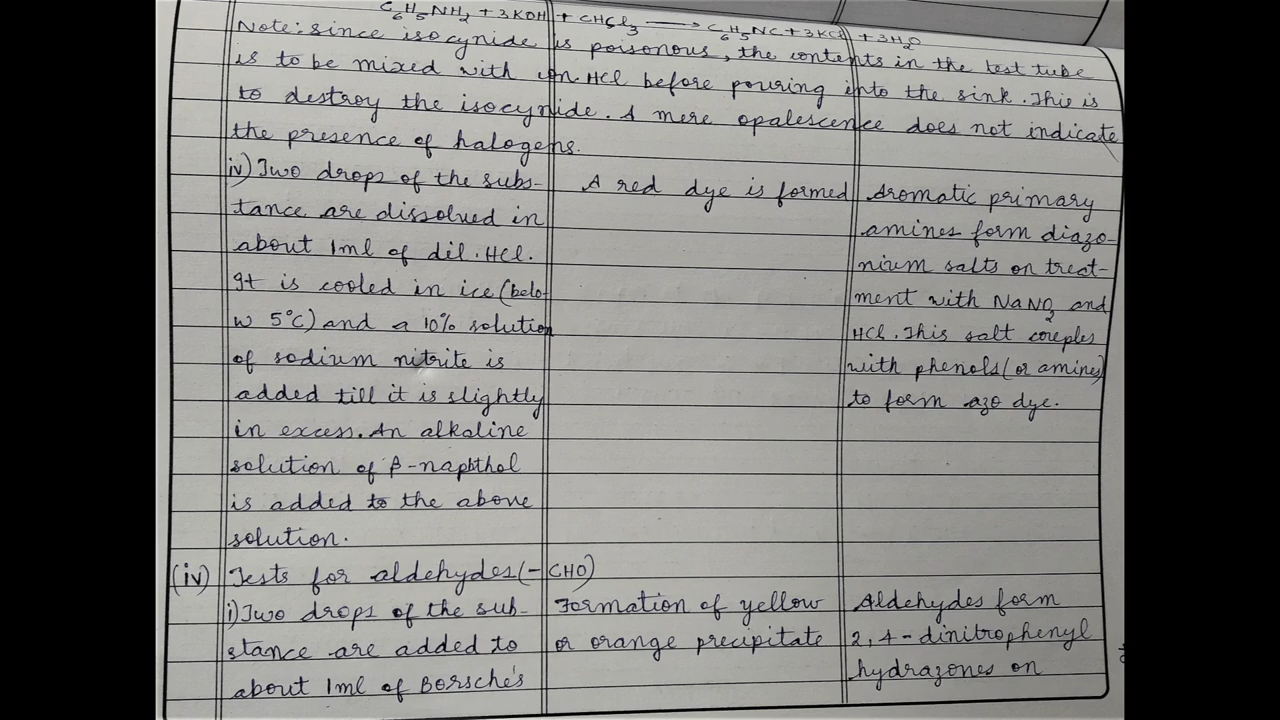 C6H5NH2 + 3KOH + CHCl3 ⟶ C6H5NC + 3KCl + 3H2O
Note: since isocynide is poisonous, the contents in the test tube
is to be mixed with con.HCl before pouring into the sink. This is
to destroy the isocynide. A mere opalescence does not indicate
the presence of halogens.
iv) Two drops of the subs-
tance are dissolved in
about 1ml of dil. HCl.
It is cooled in ice (belo-
w 5°C) and a 10% solution
of sodium nitrite is
added till it is slightly
in excess. An alkaline
solution of β-napbthol
is added to the above
solution.
A red dye is formed
Aromatic primary
amines form diazo-
nium salts on treat-
ment with NaNO2 and
HCl. This salt couples
with phenols (or amines)
to form azo dye.
(iv) Tests for aldehydes (-CHO)
i) Two drops of the sub-
stance are added to
about 1ml of Borsche's
Formation of yellow
or orange precipitate
Aldehydes form
2,4-dinitrophenyl
hydrazones on